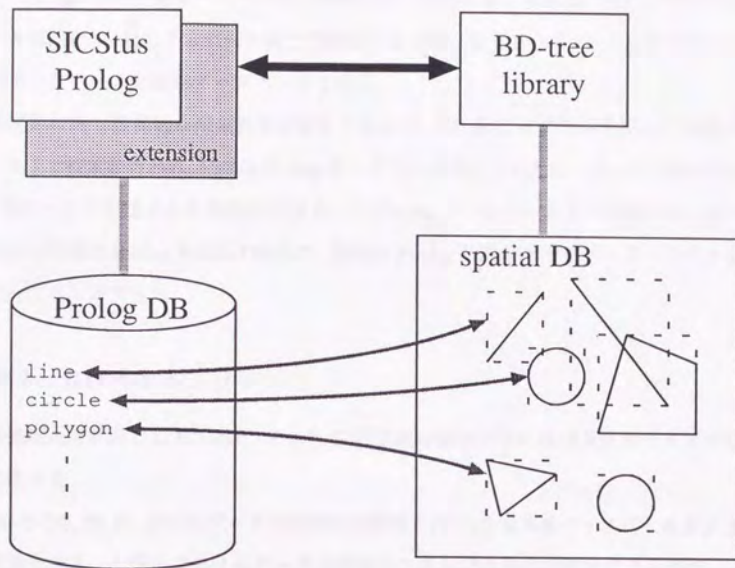 SICStus
Prolog
extension
BD-tree
library
Prolog DB
line
circle
polygon
spatial DB